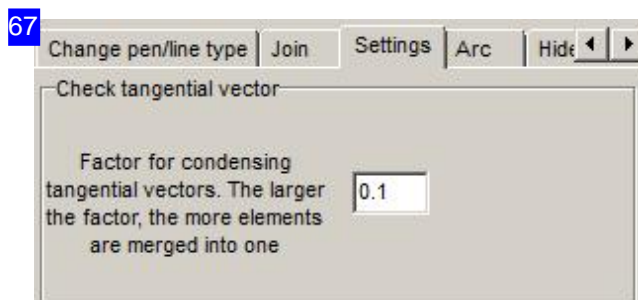 67
Change pen/line type Join Settings Arc Hide
Check tangential vector
Factor for condensing
tangential vectors. The larger
the factor, the more elements
are merged into one
0.1